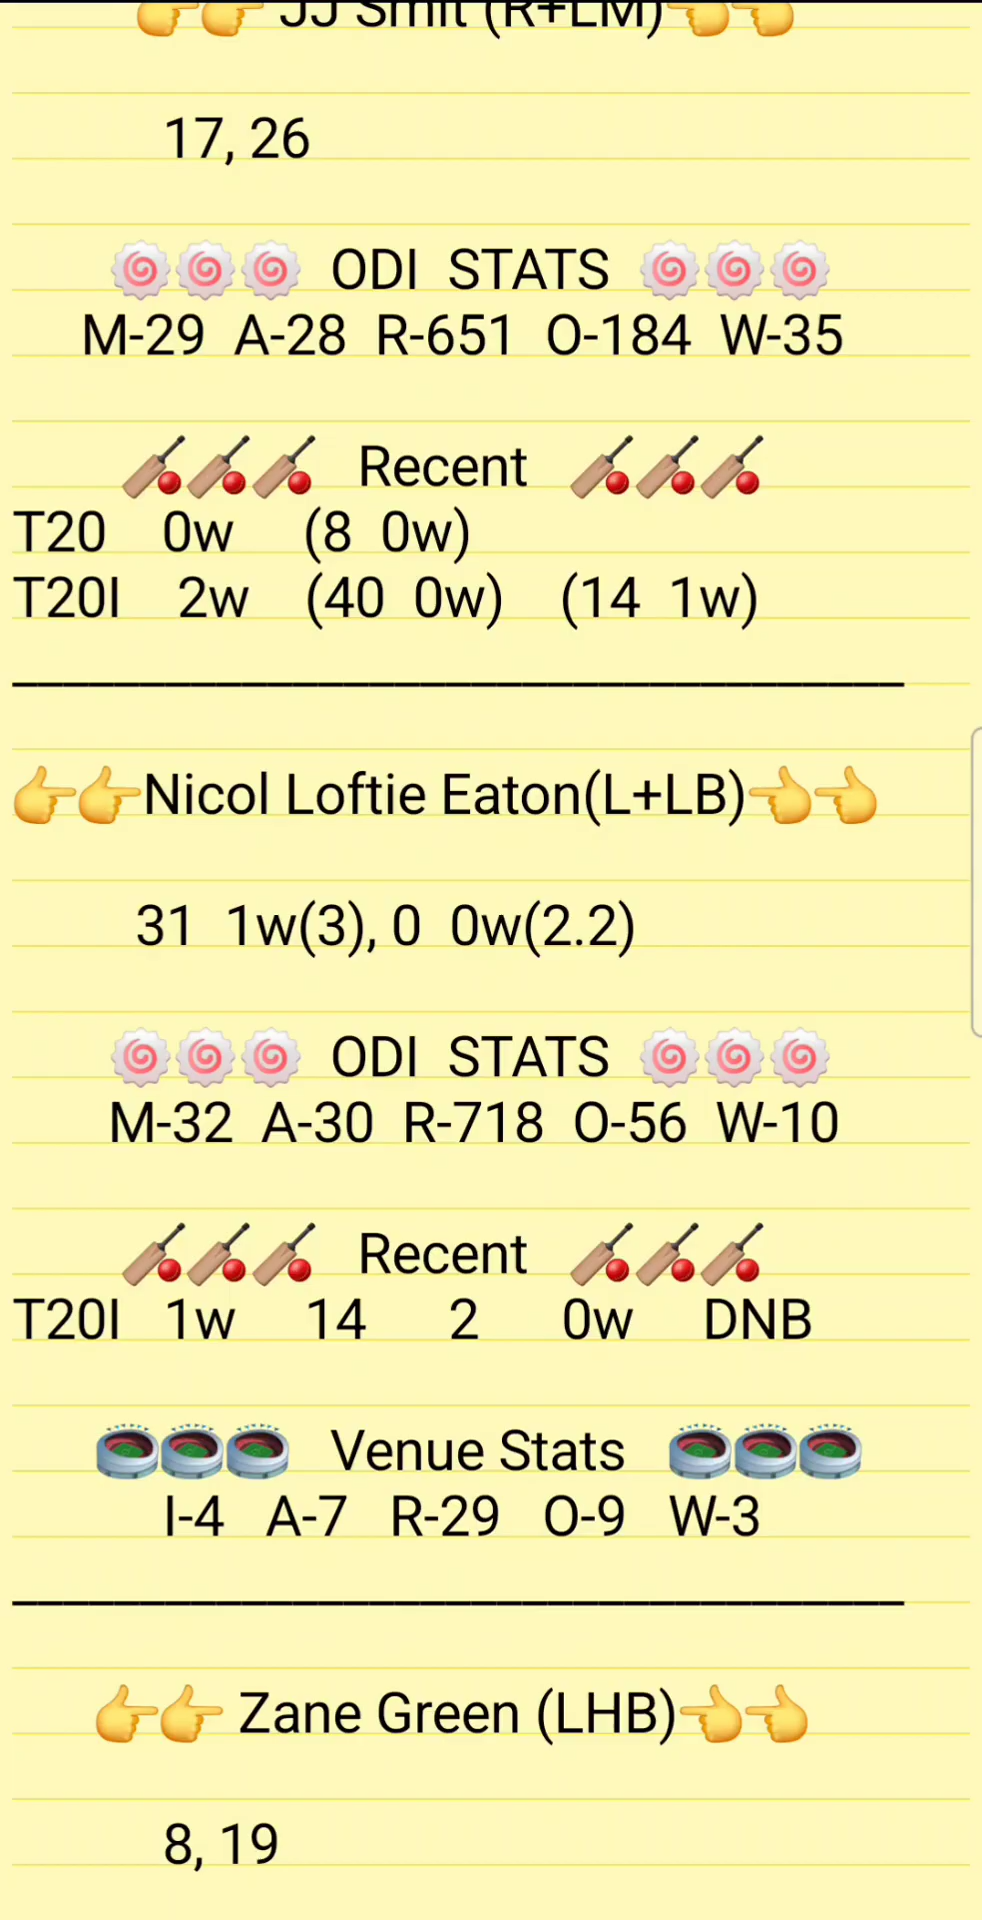 👉👉 JJ Smit (R+LM)👈👈
17, 26
🍥🍥🍥 ODI STATS 🍥🍥🍥
M-29 A-28 R-651 O-184 W-35
🏏🏏🏏 Recent 🏏🏏🏏
T20 0w (8 0w)
T20I 2w (40 0w) (14 1w)
👉👉Nicol Loftie Eaton(L+LB)👈👈
31 1w(3), 0 0w(2.2)
🍥🍥🍥 ODI STATS 🍥🍥🍥
M-32 A-30 R-718 O-56 W-10
🏏🏏🏏 Recent 🏏🏏🏏
T20I 1w 14 2 0w DNB
🏟🏟🏟 Venue Stats 🏟🏟🏟
I-4 A-7 R-29 O-9 W-3
👉👉 Zane Green (LHB)👈👈
8, 19